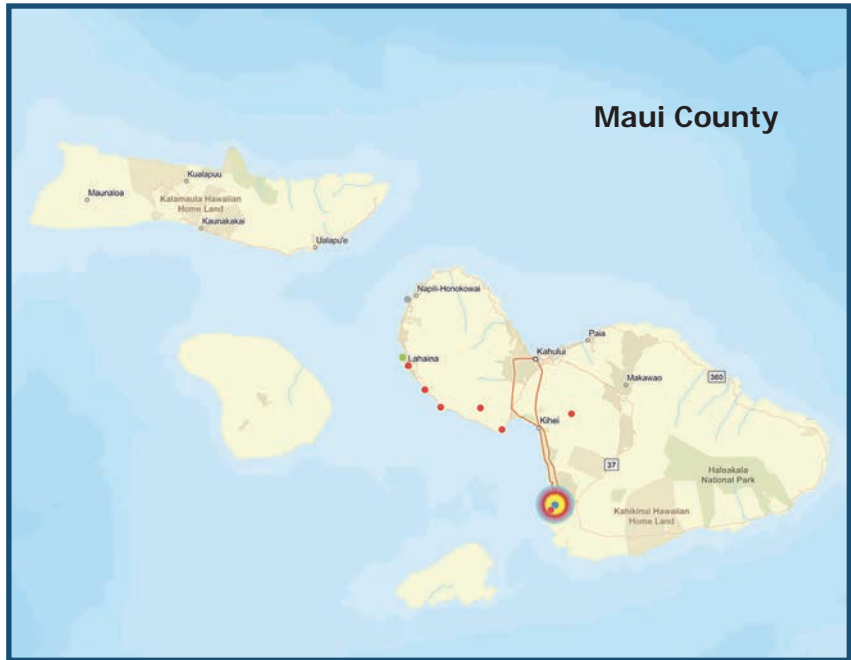 Maui County
Kualapuu
Maunaloa
Kalamaula Hawaiian
Home Land
Kaunakakai
Ualapu'e
Napili-Honokowai
Lahaina
Kahului
Paia
Makawao
360
Kihei
37
Haleakala
National Park
Kahikinui Hawaiian
Home Land